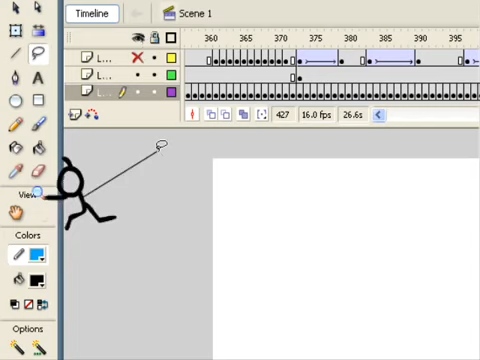 Timeline
Scene 1
360 365 370 375 380 385 390 395
L...
L...
L...
427 16.0 fps 26.6s
View
Colors
Options